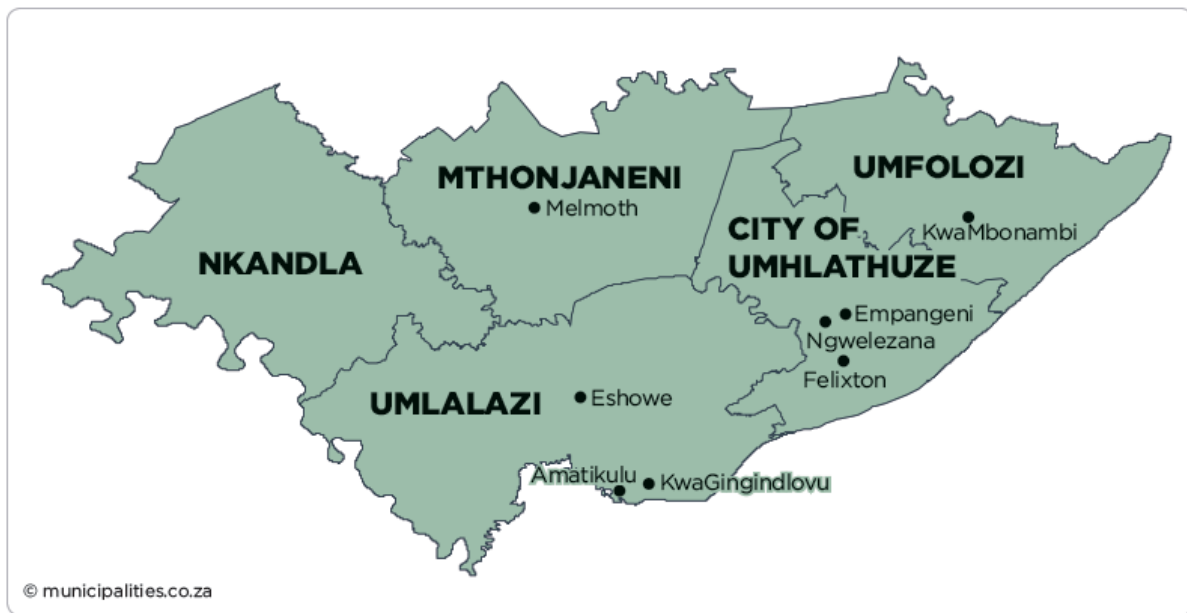 UMFOLOZI
MTHONJANENI
Melmoth
CITY OF
UMHLATHUZE
KwaMbonambi
NKANDLA
Empangeni
Ngwelezana
Felixton
UMLALAZI
Eshowe
Amatikulu
KwaGingindlovu
© municipalities.co.za